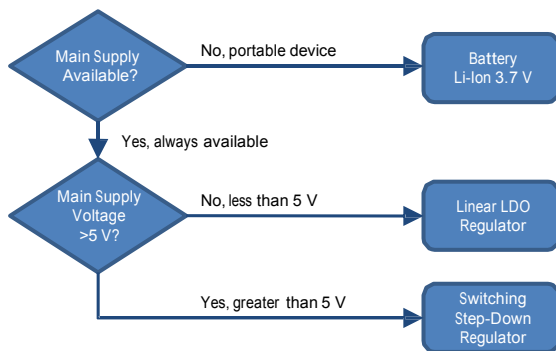 Main Supply
Available?
No, portable device
Battery
Li-Ion 3.7 V
Yes, always available
Main Supply
Voltage
>5 V?
No, less than 5 V
Linear LDO
Regulator
Yes, greater than 5 V
Switching
Step-Down
Regulator